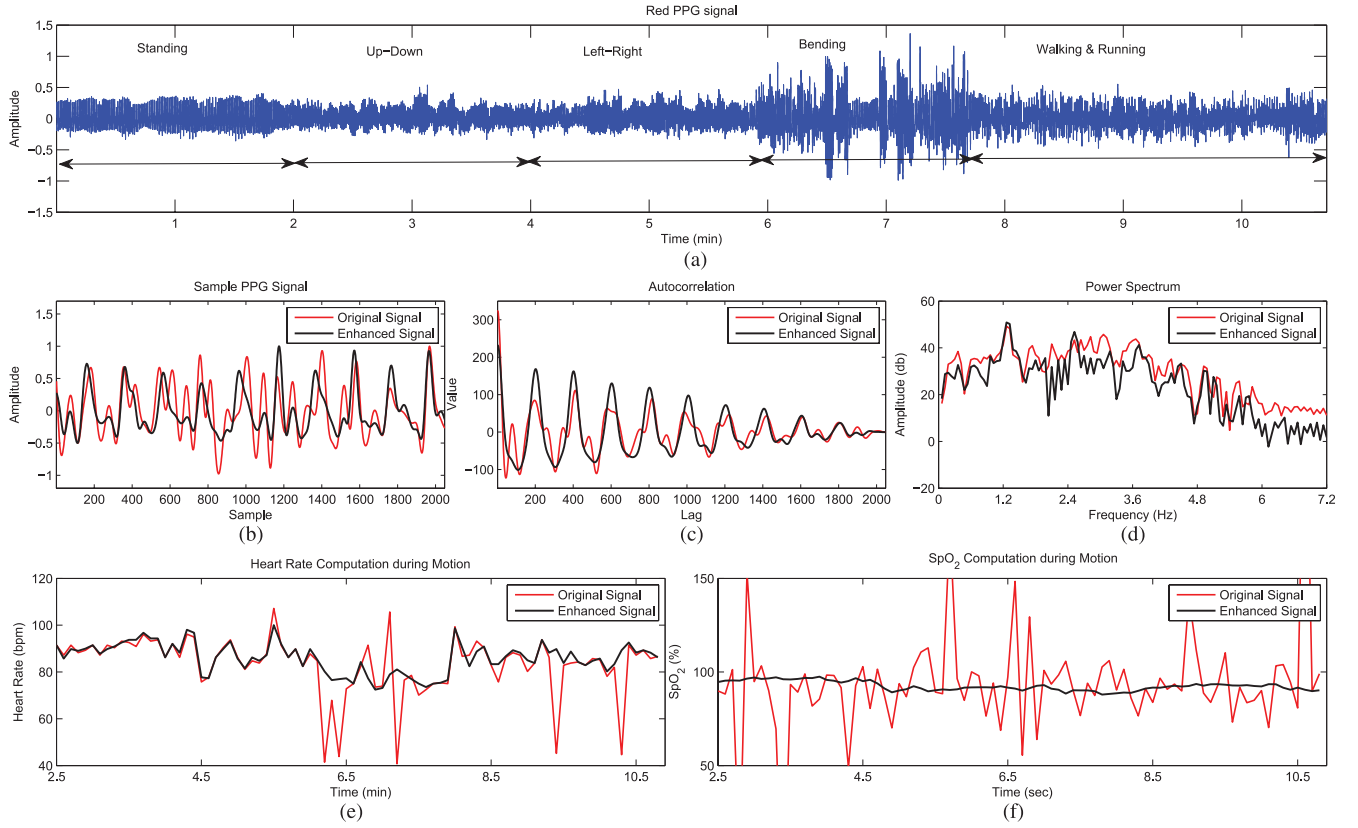 Red PPG signal
1.5
1
0.5
0
−0.5
−1
−1.5
Amplitude
Standing
Up−Down
Left−Right
Bending
Walking & Running
1 2 3 4 5 6 7 8 9 10
Time (min)
(a)
Sample PPG Signal
Original Signal
Enhanced Signal
1.5
1
0.5
0
−0.5
−1
Amplitude
200 400 600 800 1000 1200 1400 1600 1800 2000
Sample
(b)
Autocorrelation
Original Signal
Enhanced Signal
300
200
100
0
−100
Value
200 400 600 800 1000 1200 1400 1600 1800 2000
Lag
(c)
Power Spectrum
Original Signal
Enhanced Signal
60
40
20
0
−20
Amplitude (db)
0 1.2 2.4 3.6 4.8 6 7.2
Frequency (Hz)
(d)
Heart Rate Computation during Motion
Original Signal
Enhanced Signal
120
100
80
60
40
Heart Rate (bpm)
2.5 4.5 6.5 8.5 10.5
Time (min)
(e)
SpO2 Computation during Motion
Original Signal
Enhanced Signal
150
100
50
SpO2 (%)
2.5 4.5 6.5 8.5 10.5
Time (sec)
(f)